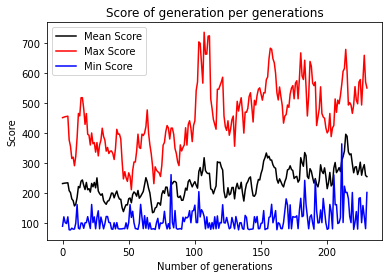 Score of generation per generations
Mean Score
Max Score
Min Score
700
600
500
400
300
200
100
Score
0
50
100
150
200
Number of generations